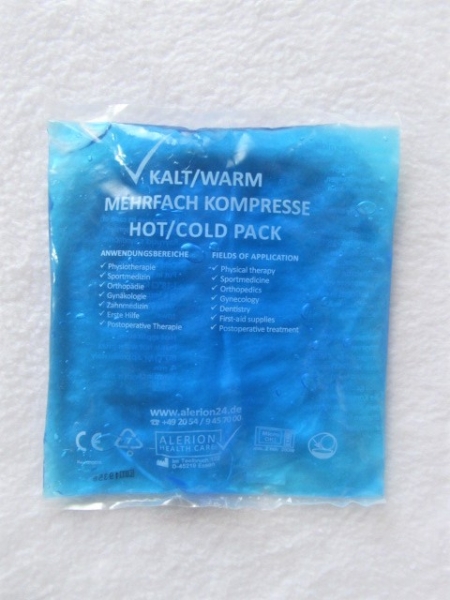 KALT/WARM
MEHRFACH KOMPRESSE
HOT/COLD PACK
ANWENDUNGSBEREICHE
✓ Physiotherapie
✓ Sportmedizin
✓ Orthopädie
✓ Gynäkologie
✓ Zahnmedizin
✓ Erste Hilfe
✓ Postoperative Therapie
FIELDS OF APPLICATION
✓ Physical therapy
✓ Sportmedicine
✓ Orthopedics
✓ Gynecology
✓ Dentistry
✓ First-aid supplies
✓ Postoperative treatment
www.alerion24.de
CE
ALERION
HEALTH CARE